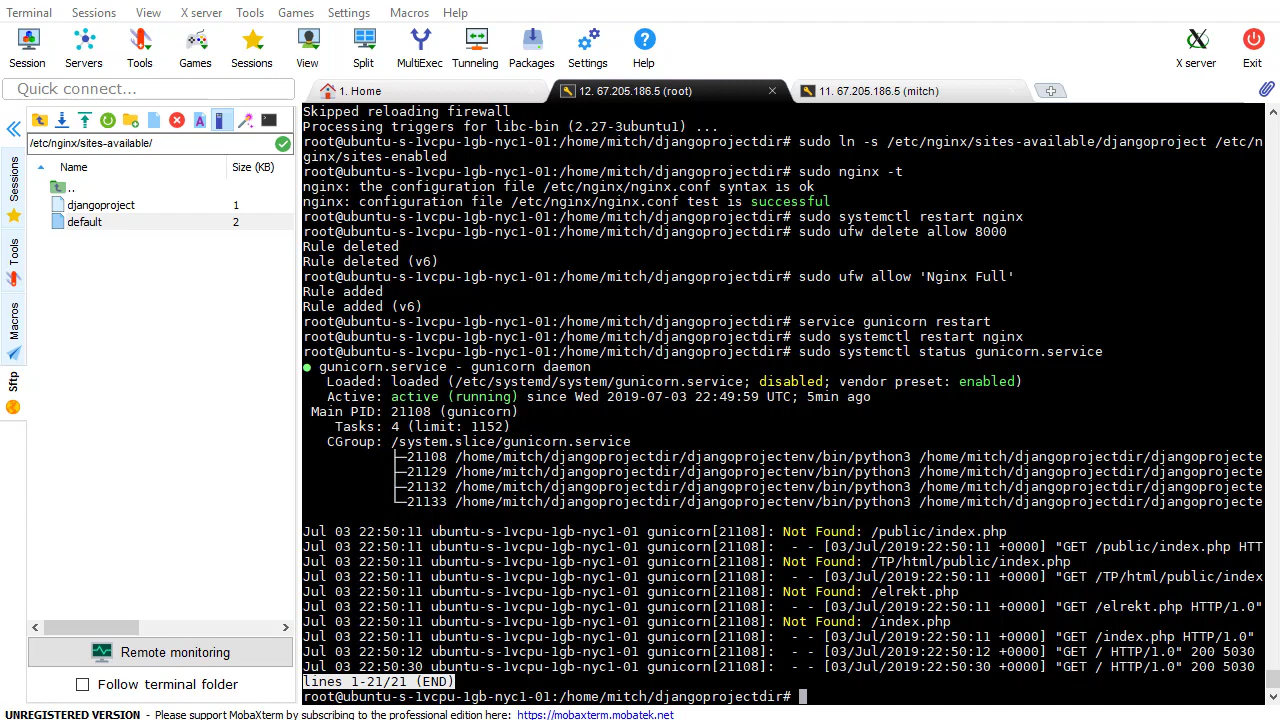 Terminal Sessions View X server Tools Games Settings Macros Help
Session Servers Tools Games Sessions View Split MultiExec Tunneling Packages Settings Help X server Exit
Quick connect...
1. Home
12. 67.205.186.5 (root)
11. 67.205.186.5 (mitch)
/etc/nginx/sites-available/
Name Size (KB)
..
djangoproject 1
default 2
Sessions
Tools
Macros
Sftp
Remote monitoring
Follow terminal folder
Skipped reloading firewall
Processing triggers for libc-bin (2.27-3ubuntu1) ...
root@ubuntu-s-1vcpu-1gb-nyc1-01:/home/mitch/djangoprojectdir# sudo ln -s /etc/nginx/sites-available/djangoproject /etc/n
ginx/sites-enabled
root@ubuntu-s-1vcpu-1gb-nyc1-01:/home/mitch/djangoprojectdir# sudo nginx -t
nginx: the configuration file /etc/nginx/nginx.conf syntax is ok
nginx: configuration file /etc/nginx/nginx.conf test is successful
root@ubuntu-s-1vcpu-1gb-nyc1-01:/home/mitch/djangoprojectdir# sudo systemctl restart nginx
root@ubuntu-s-1vcpu-1gb-nyc1-01:/home/mitch/djangoprojectdir# sudo ufw delete allow 8000
Rule deleted
Rule deleted (v6)
root@ubuntu-s-1vcpu-1gb-nyc1-01:/home/mitch/djangoprojectdir# sudo ufw allow 'Nginx Full'
Rule added
Rule added (v6)
root@ubuntu-s-1vcpu-1gb-nyc1-01:/home/mitch/djangoprojectdir# service gunicorn restart
root@ubuntu-s-1vcpu-1gb-nyc1-01:/home/mitch/djangoprojectdir# sudo systemctl restart nginx
root@ubuntu-s-1vcpu-1gb-nyc1-01:/home/mitch/djangoprojectdir# sudo systemctl status gunicorn.service
● gunicorn.service - gunicorn daemon
Loaded: loaded (/etc/systemd/system/gunicorn.service; disabled; vendor preset: enabled)
Active: active (running) since Wed 2019-07-03 22:49:59 UTC; 5min ago
Main PID: 21108 (gunicorn)
Tasks: 4 (limit: 1152)
CGroup: /system.slice/gunicorn.service
├─21108 /home/mitch/djangoprojectdir/djangoprojectenv/bin/python3 /home/mitch/djangoprojectdir/djangoprojecte
├─21129 /home/mitch/djangoprojectdir/djangoprojectenv/bin/python3 /home/mitch/djangoprojectdir/djangoprojecte
├─21132 /home/mitch/djangoprojectdir/djangoprojectenv/bin/python3 /home/mitch/djangoprojectdir/djangoprojecte
└─21133 /home/mitch/djangoprojectdir/djangoprojectenv/bin/python3 /home/mitch/djangoprojectdir/djangoprojecte
Jul 03 22:50:11 ubuntu-s-1vcpu-1gb-nyc1-01 gunicorn[21108]: Not Found: /public/index.php
Jul 03 22:50:11 ubuntu-s-1vcpu-1gb-nyc1-01 gunicorn[21108]: - - [03/Jul/2019:22:50:11 +0000] "GET /public/index.php HTT
Jul 03 22:50:11 ubuntu-s-1vcpu-1gb-nyc1-01 gunicorn[21108]: Not Found: /TP/html/public/index.php
Jul 03 22:50:11 ubuntu-s-1vcpu-1gb-nyc1-01 gunicorn[21108]: - - [03/Jul/2019:22:50:11 +0000] "GET /TP/html/public/index
Jul 03 22:50:11 ubuntu-s-1vcpu-1gb-nyc1-01 gunicorn[21108]: Not Found: /elrekt.php
Jul 03 22:50:11 ubuntu-s-1vcpu-1gb-nyc1-01 gunicorn[21108]: - - [03/Jul/2019:22:50:11 +0000] "GET /elrekt.php HTTP/1.0"
Jul 03 22:50:11 ubuntu-s-1vcpu-1gb-nyc1-01 gunicorn[21108]: Not Found: /index.php
Jul 03 22:50:11 ubuntu-s-1vcpu-1gb-nyc1-01 gunicorn[21108]: - - [03/Jul/2019:22:50:11 +0000] "GET /index.php HTTP/1.0"
Jul 03 22:50:12 ubuntu-s-1vcpu-1gb-nyc1-01 gunicorn[21108]: - - [03/Jul/2019:22:50:12 +0000] "GET / HTTP/1.0" 200 5030
Jul 03 22:50:30 ubuntu-s-1vcpu-1gb-nyc1-01 gunicorn[21108]: - - [03/Jul/2019:22:50:30 +0000] "GET / HTTP/1.0" 200 5030
lines 1-21/21 (END)
root@ubuntu-s-1vcpu-1gb-nyc1-01:/home/mitch/djangoprojectdir#
UNREGISTERED VERSION - Please support MobaXterm by subscribing to the professional edition here: https://mobaxterm.mobatek.net